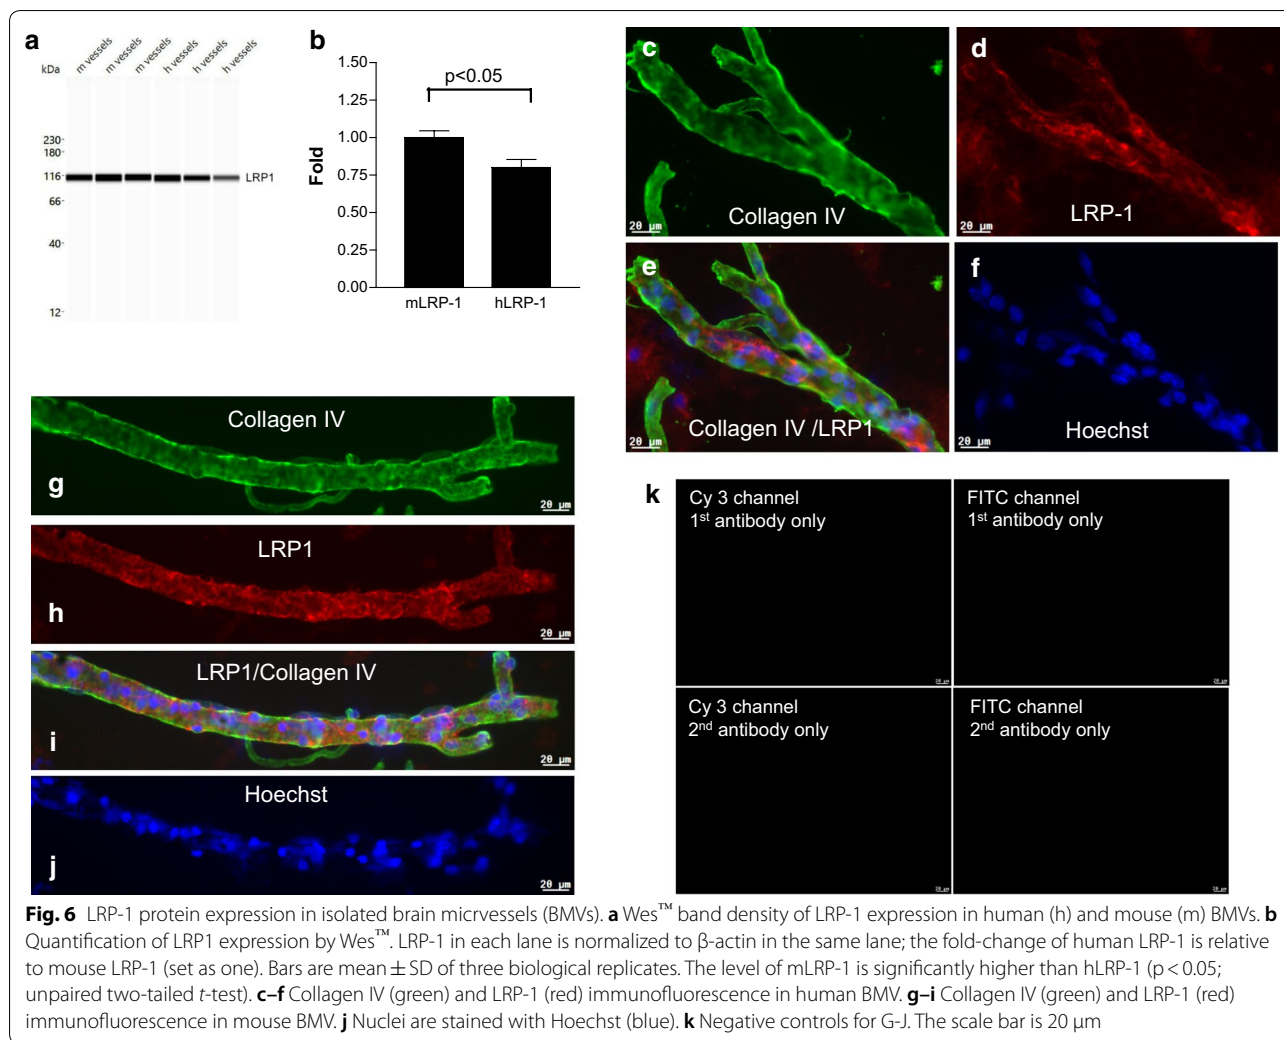 a
m vessels
m vessels
m vessels
h vessels
h vessels
h vessels
kDa
230
180
116
66
40
12
LRP1
b
p<0.05
Fold
1.50
1.25
1.00
0.75
0.50
0.25
0.00
mLRP-1
hLRP-1
c
Collagen IV
20 µm
d
LRP-1
20 µm
e
Collagen IV /LRP1
20 µm
f
Hoechst
20 µm
Collagen IV
g
20 µm
LRP1
h
20 µm
LRP1/Collagen IV
i
20 µm
Hoechst
j
20 µm
k
Cy 3 channel
1st antibody only
20 µm
FITC channel
1st antibody only
20 µm
Cy 3 channel
2nd antibody only
20 µm
FITC channel
2nd antibody only
20 µm
Fig. 6 LRP-1 protein expression in isolated brain micrvessels (BMVs). a Wes™ band density of LRP-1 expression in human (h) and mouse (m) BMVs. b
Quantification of LRP1 expression by Wes™. LRP-1 in each lane is normalized to β-actin in the same lane; the fold-change of human LRP-1 is relative
to mouse LRP-1 (set as one). Bars are mean ± SD of three biological replicates. The level of mLRP-1 is significantly higher than hLRP-1 (p < 0.05;
unpaired two-tailed t-test). c–f Collagen IV (green) and LRP-1 (red) immunofluorescence in human BMV. g–i Collagen IV (green) and LRP-1 (red)
immunofluorescence in mouse BMV. j Nuclei are stained with Hoechst (blue). k Negative controls for G-J. The scale bar is 20 µm